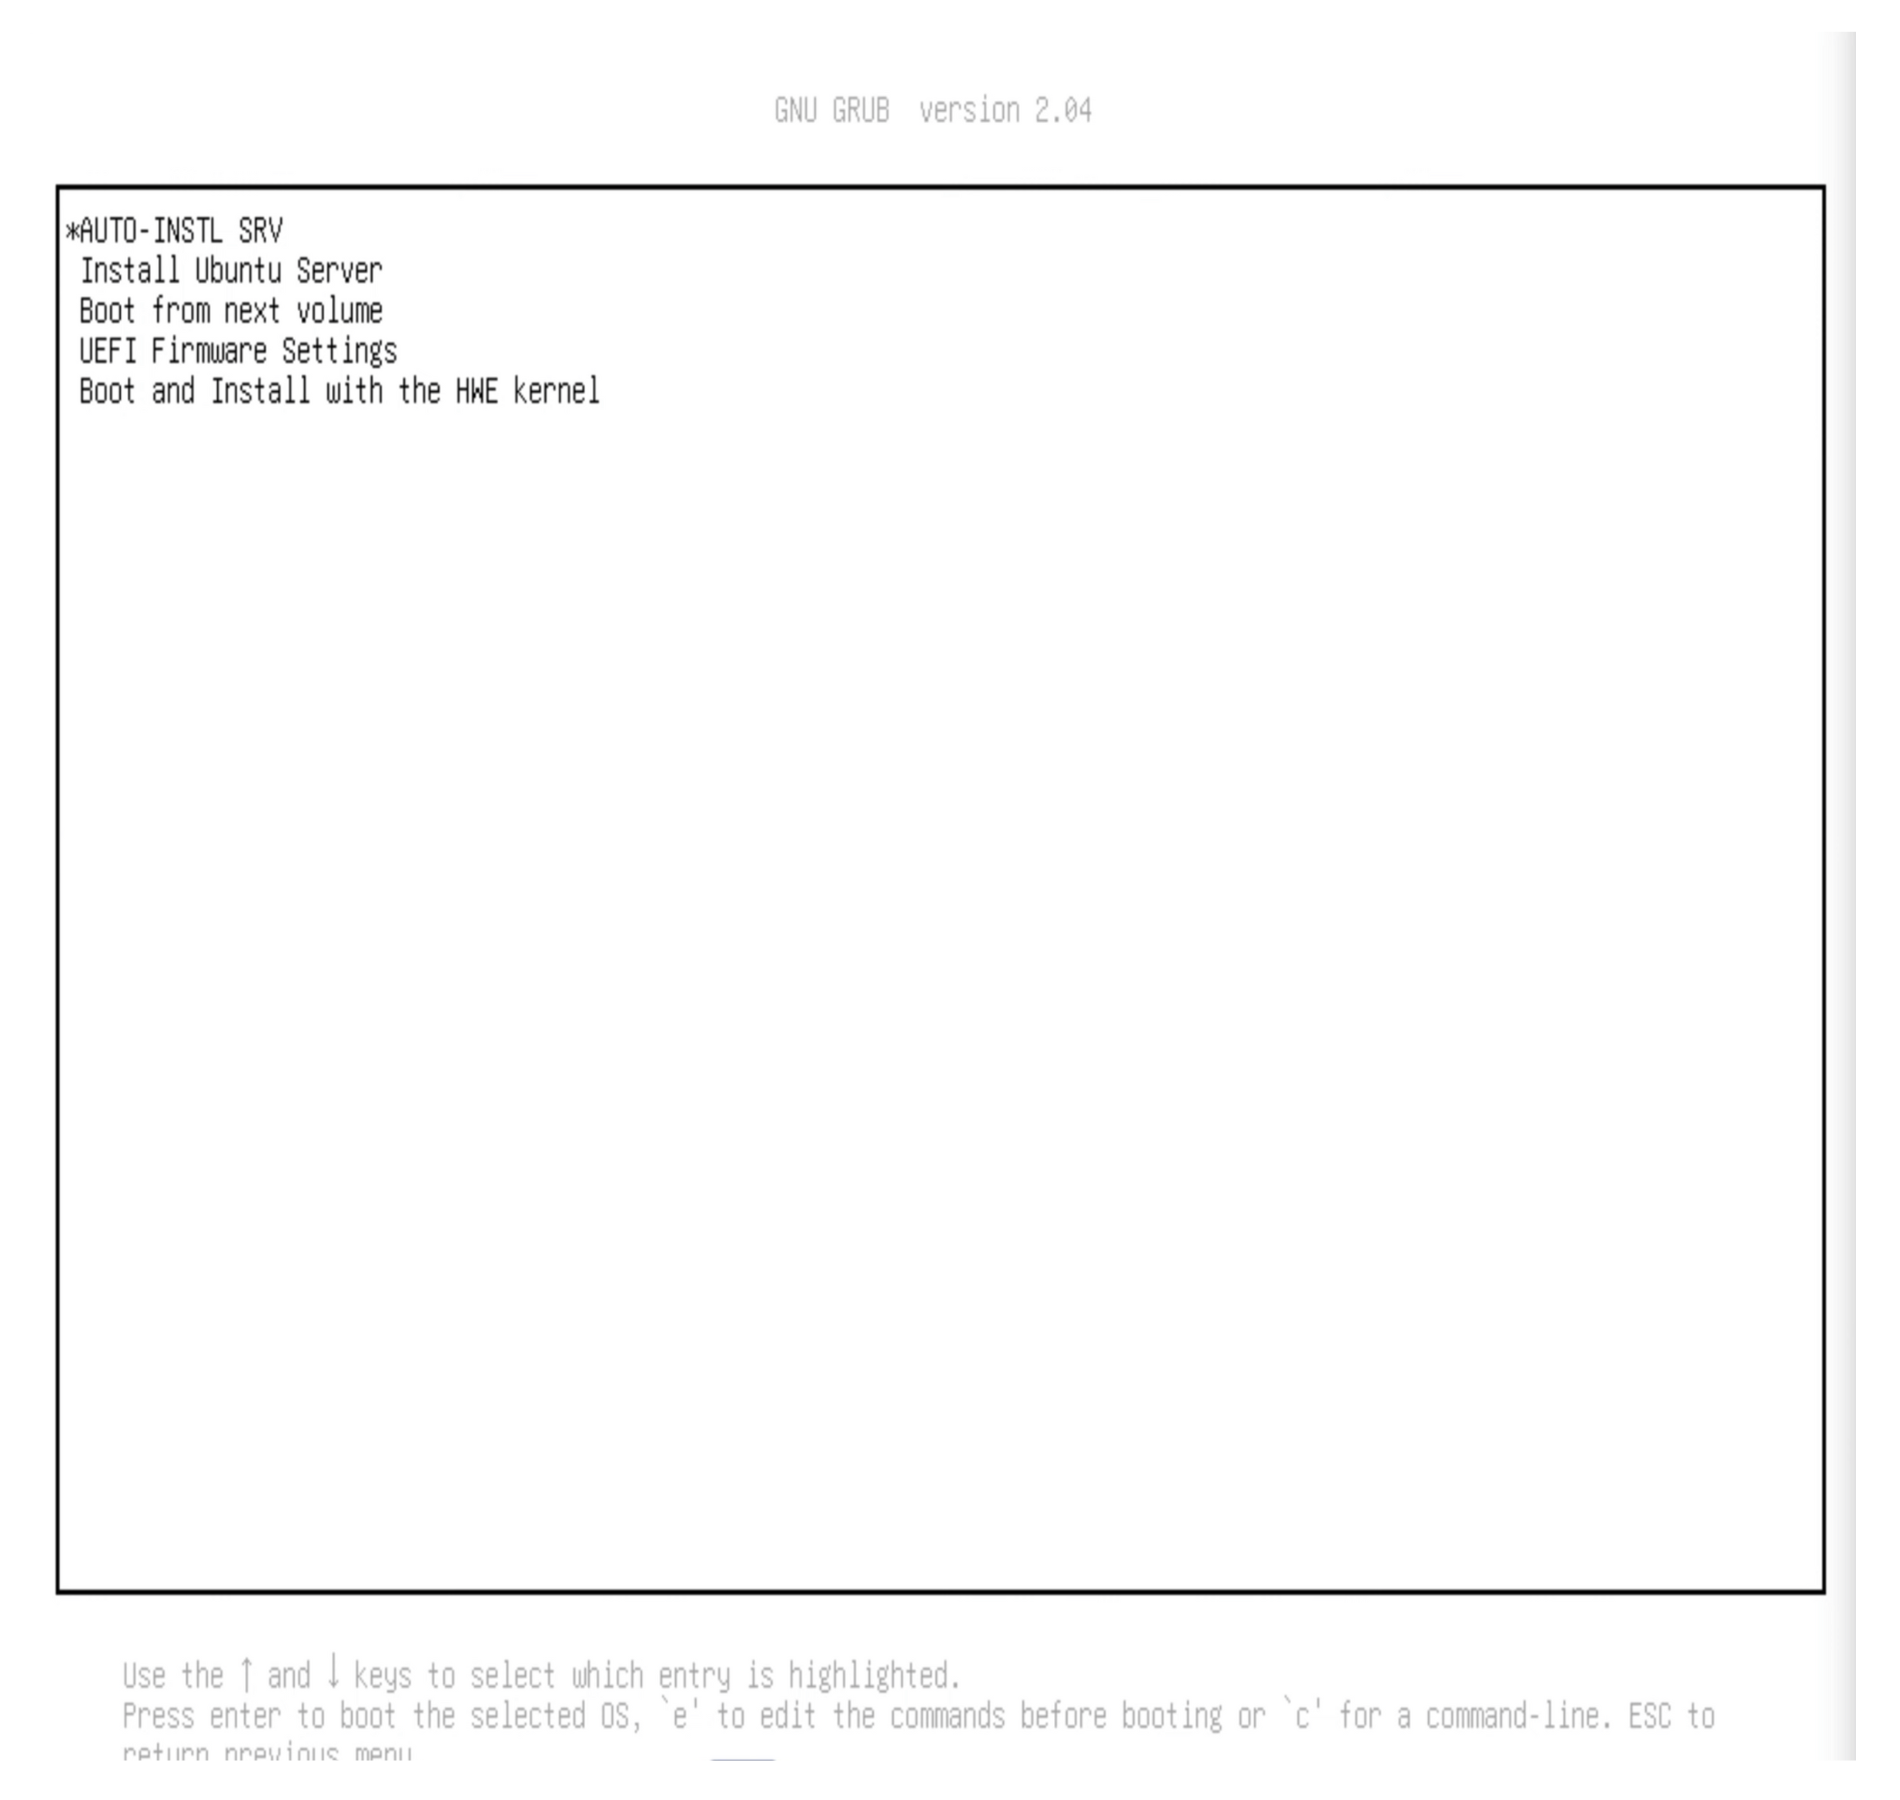 GNU GRUB  version 2.04
*AUTO-INSTL SRV
Install Ubuntu Server
Boot from next volume
UEFI Firmware Settings
Boot and Install with the HWE kernel
Use the ↑ and ↓ keys to select which entry is highlighted.
Press enter to boot the selected OS, `e' to edit the commands before booting or `c' for a command-line. ESC to
return previous menu